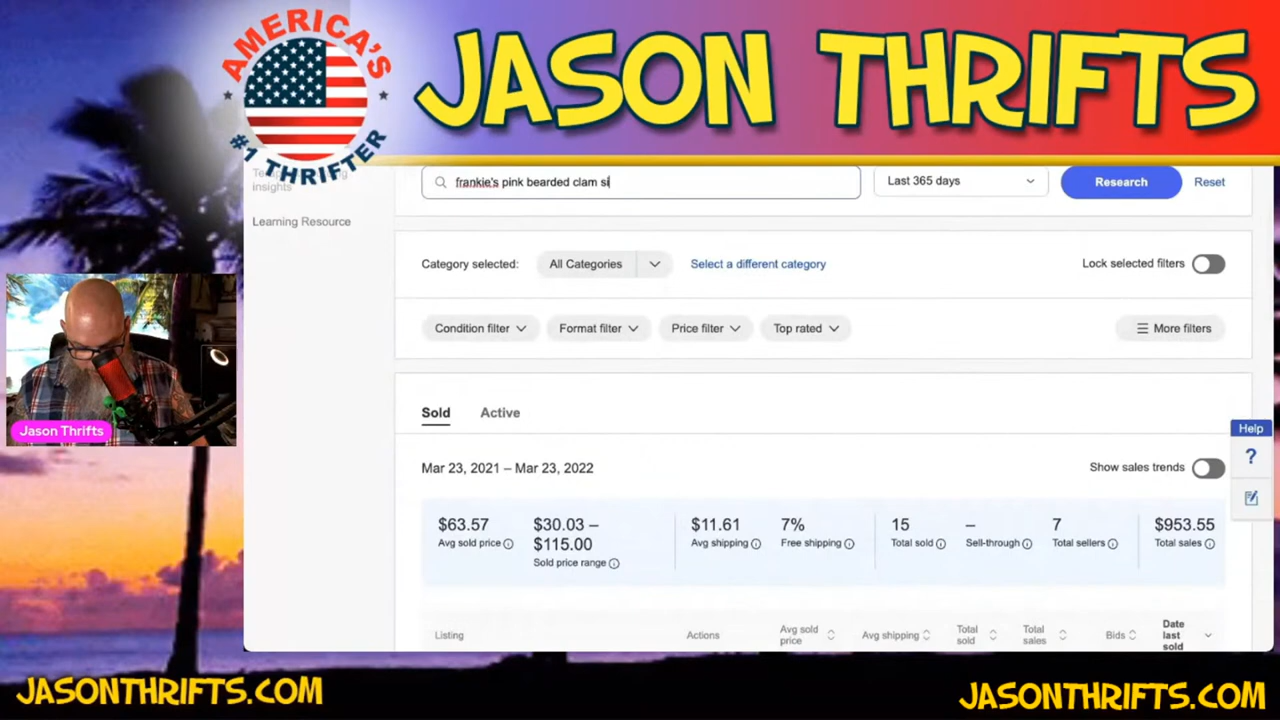 AMERICA'S
#1 THRIFTER
JASON THRIFTS
insights
Learning Resource
frankie's pink bearded clam si
Last 365 days
Research
Reset
Category selected:
All Categories
Select a different category
Lock selected filters
Condition filter
Format filter
Price filter
Top rated
More filters
Sold
Active
Mar 23, 2021 – Mar 23, 2022
Show sales trends
Help
?
$63.57
Avg sold price
$30.03 –
$115.00
Sold price range
$11.61
Avg shipping
7%
Free shipping
15
Total sold
–
Sell-through
7
Total sellers
$953.55
Total sales
Listing
Actions
Avg sold
price
Avg shipping
Total
sold
Total
sales
Bids
Date
last
sold
Jason Thrifts
JASONTHRIFTS.COM
JASONTHRIFTS.COM